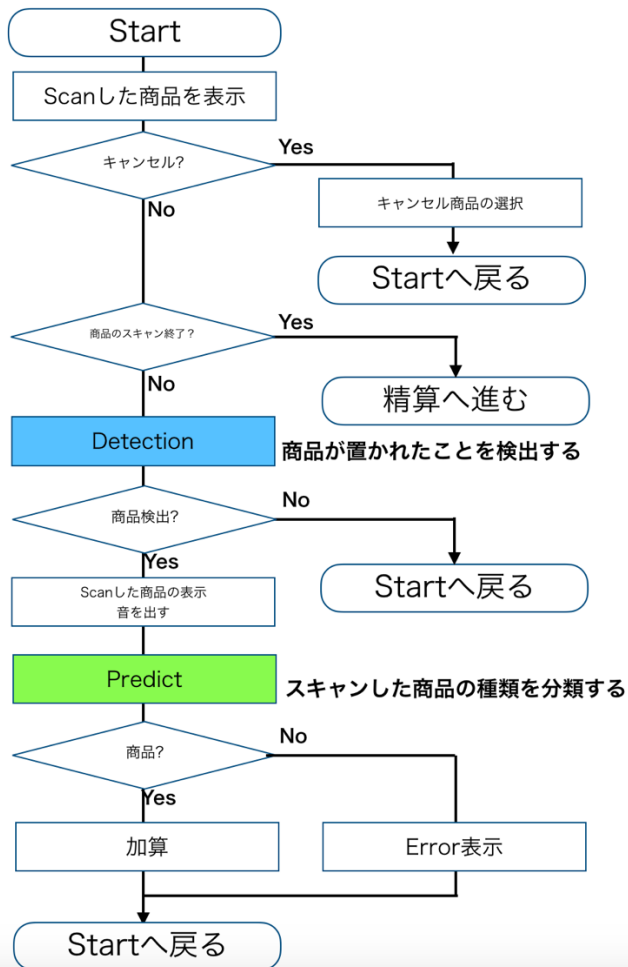 Start
Scanした商品を表示
キャンセル?
Yes
No
キャンセル商品の選択
Startへ戻る
商品のスキャン終了?
Yes
No
精算へ進む
Detection
商品が置かれたことを検出する
商品検出?
No
Yes
Startへ戻る
Scanした商品の表示
音を出す
Predict
スキャンした商品の種類を分類する
商品?
No
Yes
加算
Error表示
Startへ戻る